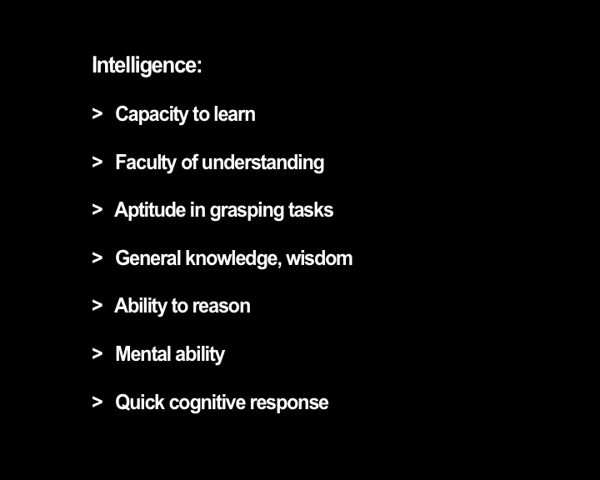 Intelligence:
> Capacity to learn
> Faculty of understanding
> Aptitude in grasping tasks
> General knowledge, wisdom
> Ability to reason
> Mental ability
> Quick cognitive response